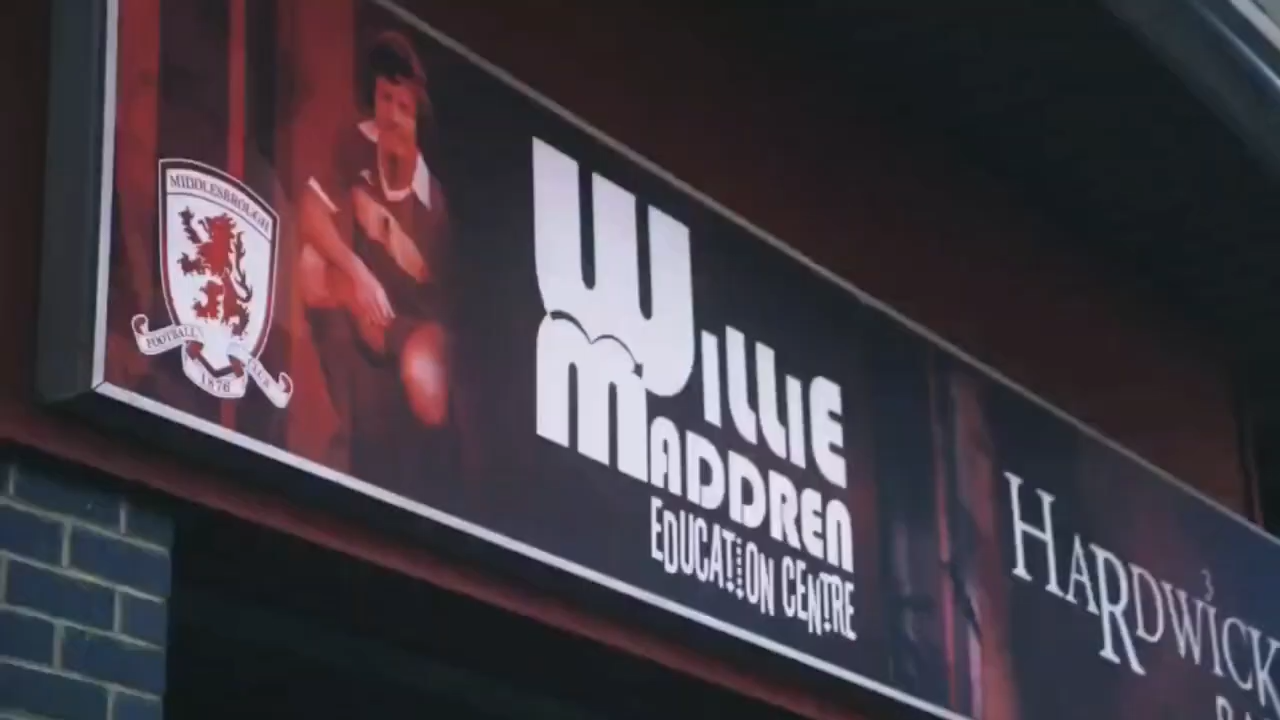 MIDDLESBROUGH
FOOTBALL CLUB
1876
WILLIE
MADDREN
EDUCATION CENTRE
HARDWICK